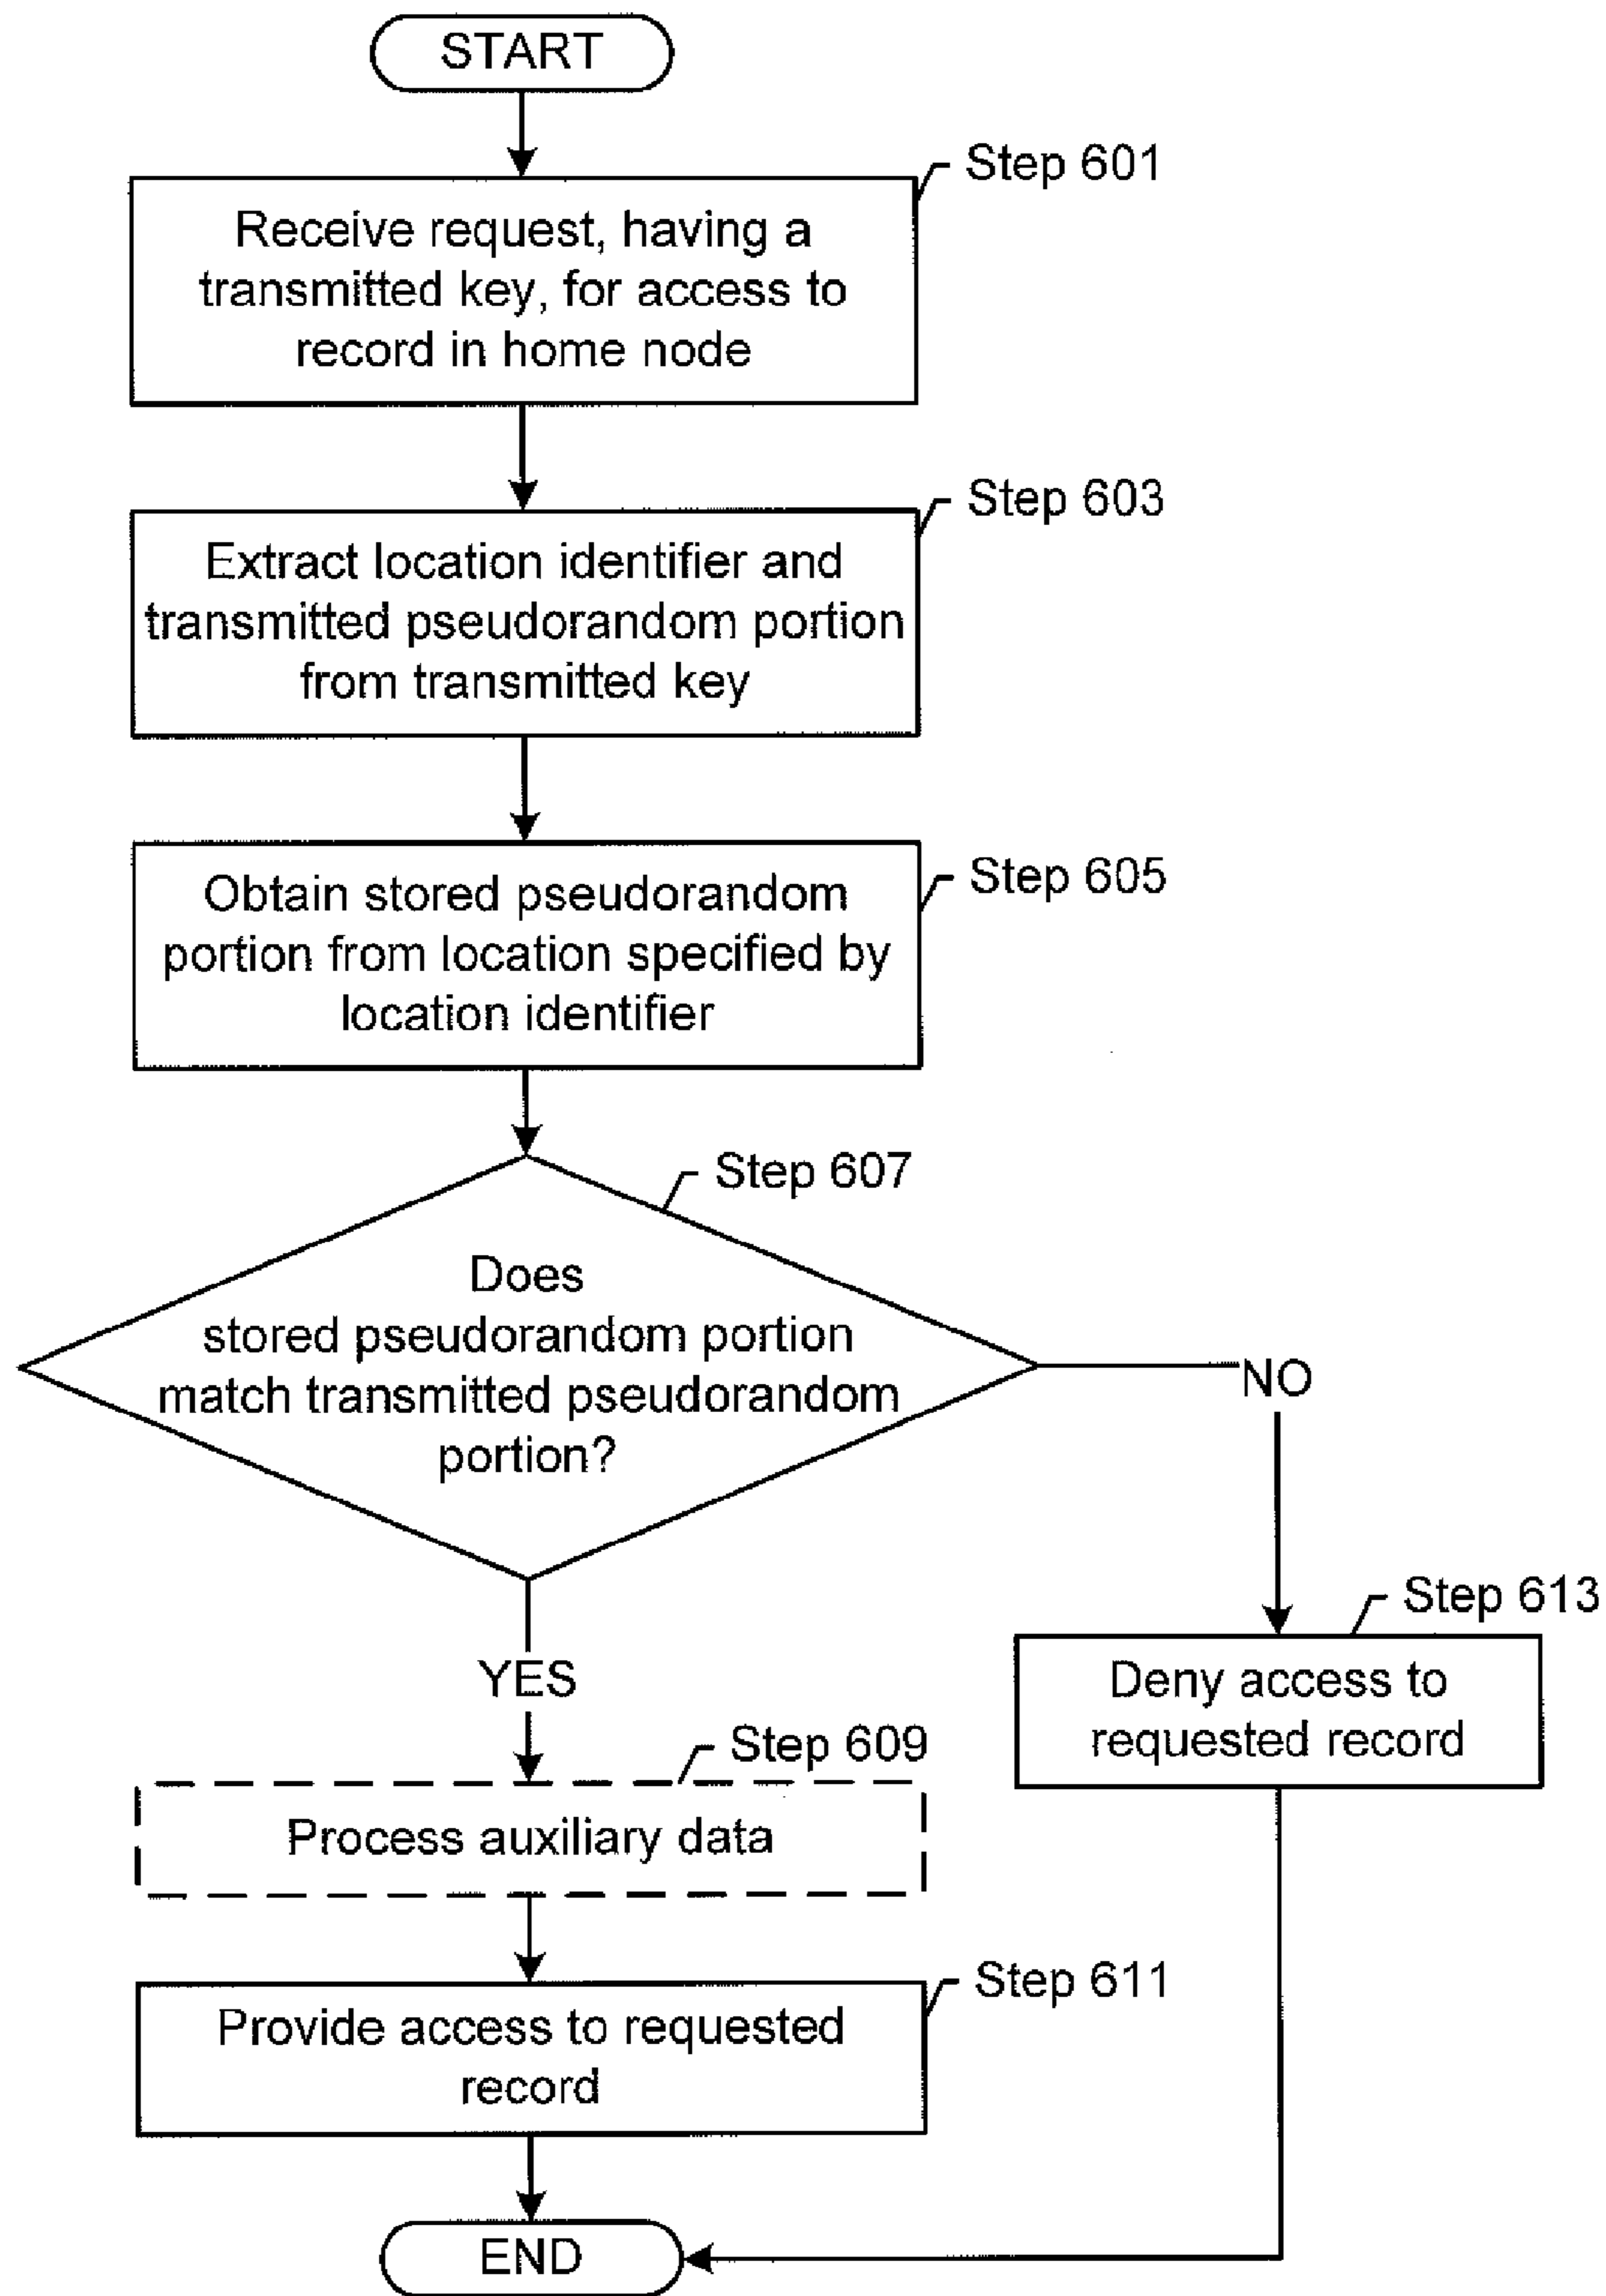 START
Step 601
Receive request, having a
transmitted key, for access to
record in home node
Step 603
Extract location identifier and
transmitted pseudorandom portion
from transmitted key
Step 605
Obtain stored pseudorandom
portion from location specified by
location identifier
Step 607
Does
stored pseudorandom portion
match transmitted pseudorandom
portion?
NO
YES
Step 613
Deny access to
requested record
Step 609
Process auxiliary data
Step 611
Provide access to requested
record
END